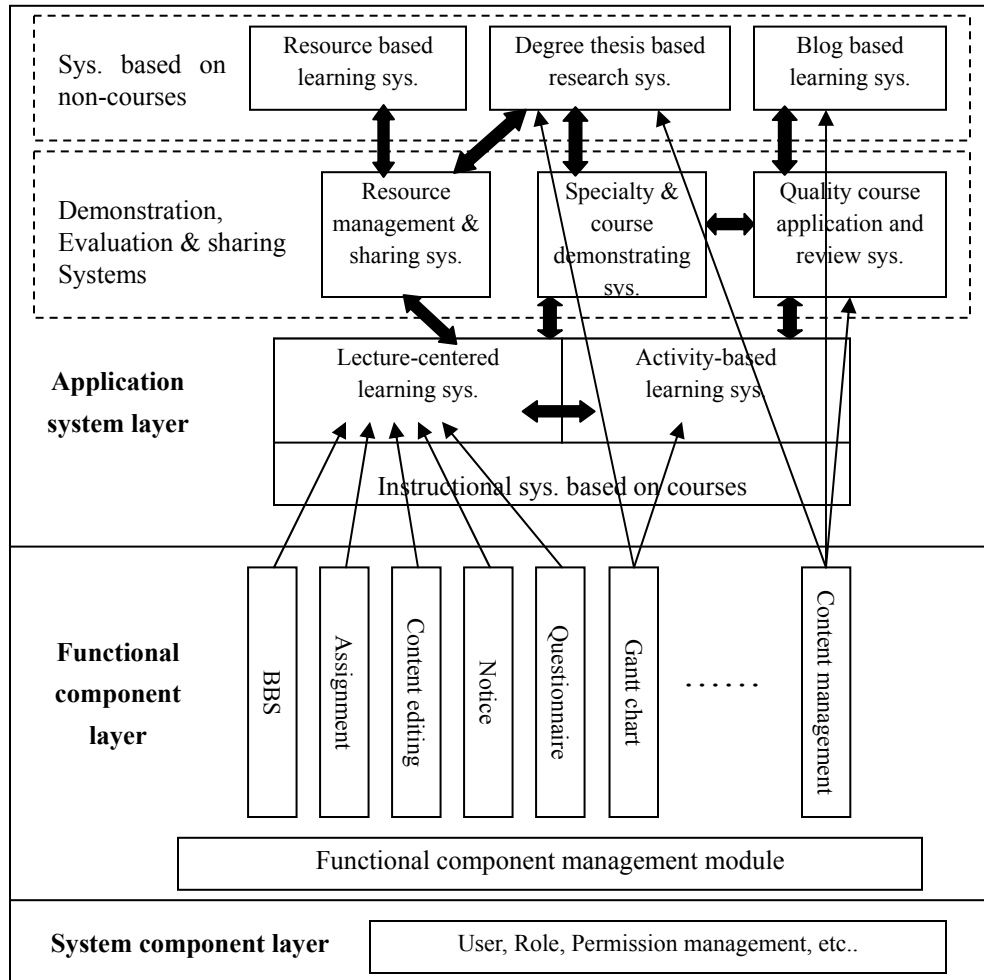 Sys. based on
non-courses
Resource based
learning sys.
Degree thesis based
research sys.
Blog based
learning sys.
Demonstration,
Evaluation & sharing
Systems
Resource
management &
sharing sys.
Specialty &
course
demonstrating
sys.
Quality course
application and
review sys.
Application
system layer
Lecture-centered
learning sys.
Activity-based
learning sys.
Instructional sys. based on courses
Functional
component
layer
BBS
Assignment
Content editing
Notice
Questionnaire
Gantt chart
......
Content management
Functional component management module
System component layer
User, Role, Permission management, etc..